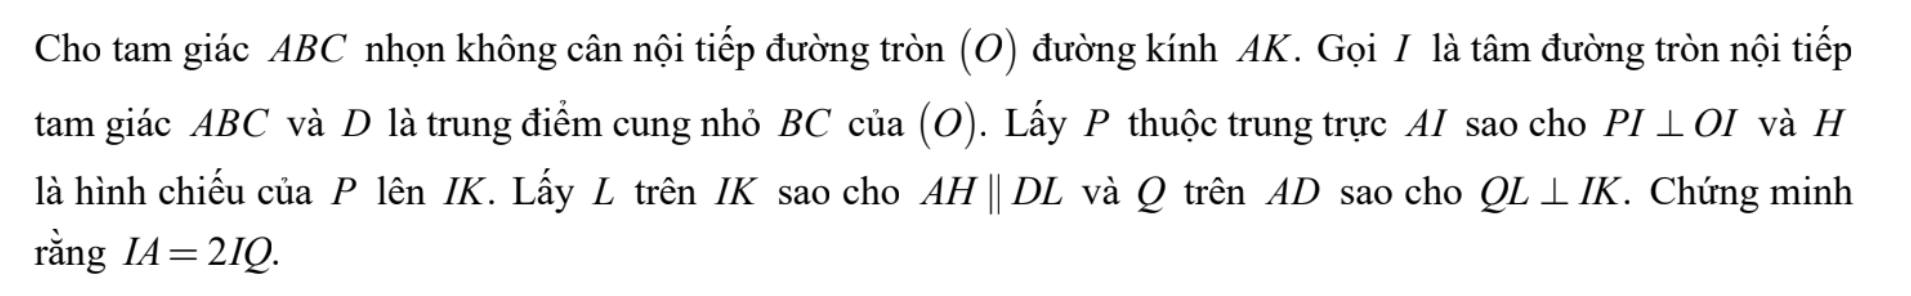 Cho tam giác ABC nhọn không cân nội tiếp đường tròn (O) đường kính AK. Gọi I là tâm đường tròn nội tiếp
tam giác ABC và D là trung điểm cung nhỏ BC của (O). Lấy P thuộc trung trực AI sao cho PI ⊥ OI và H
là hình chiếu của P lên IK. Lấy L trên IK sao cho AH ∥ DL và Q trên AD sao cho QL ⊥ IK. Chứng minh
rằng IA = 2IQ.